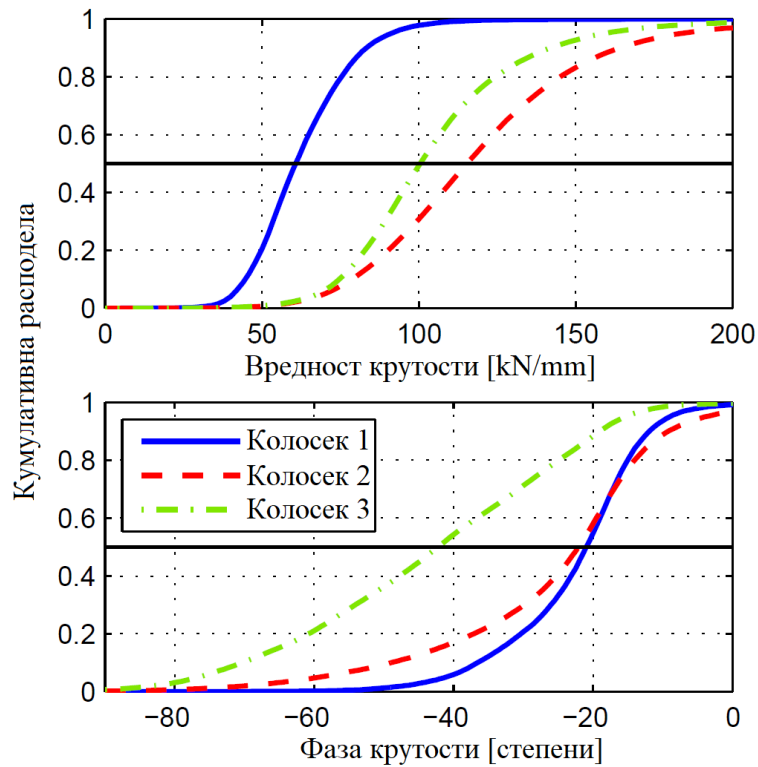 Кумулативна расподела
1
0.8
0.6
0.4
0.2
0
0 50 100 150 200
Вредност крутости [kN/mm]
1
0.8
0.6
0.4
0.2
0
Колосек 1
Колосек 2
Колосек 3
−80 −60 −40 −20 0
Фаза крутости [степени]